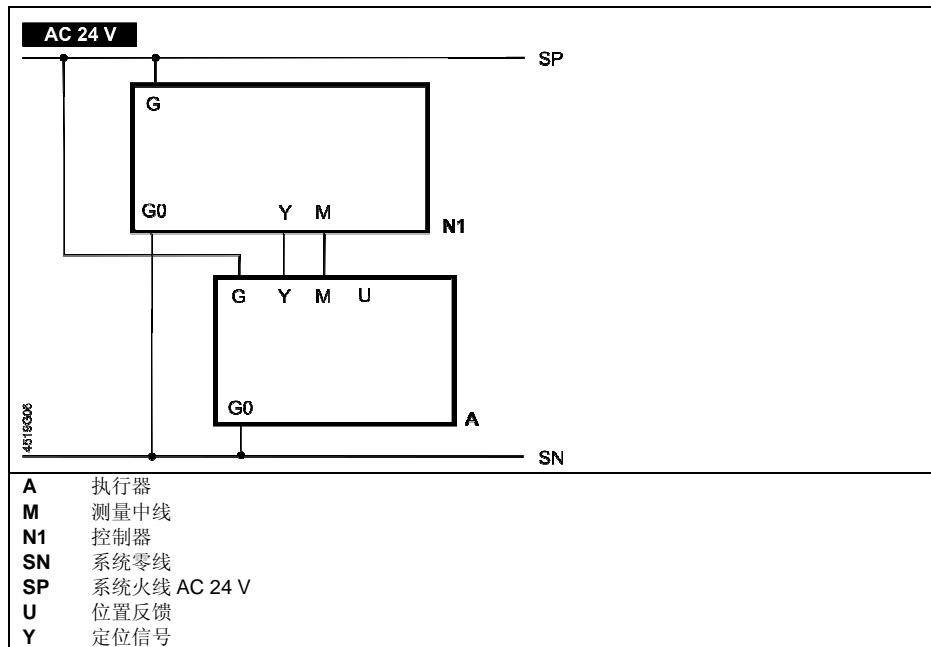 AC 24 V
SP
G
G0 Y M
N1
G Y M U
G0
A
4519G06
SN
A 执行器
M 测量中线
N1 控制器
SN 系统零线
SP 系统火线 AC 24 V
U 位置反馈
Y 定位信号